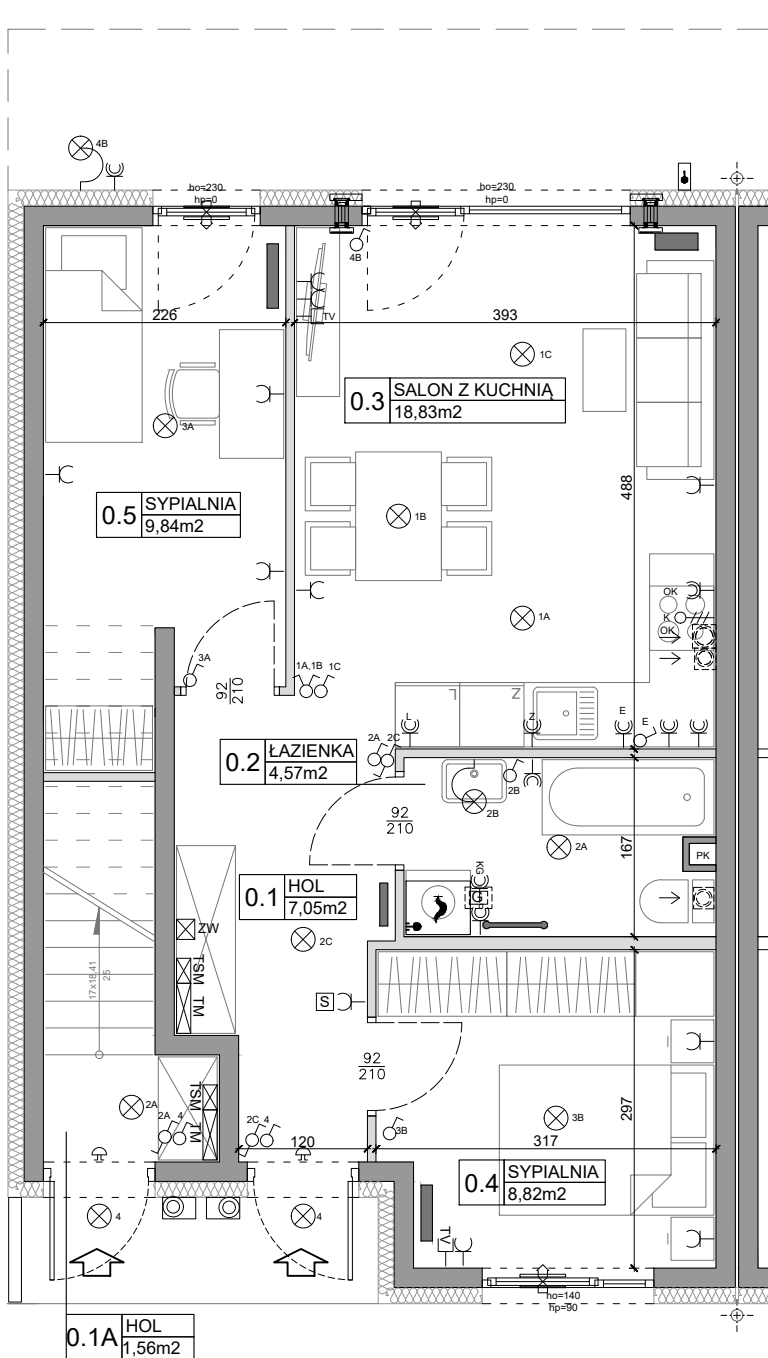 4B
ho=230
hp=0
ho=230
hp=0
4B
TV
226
393
1C
0.3
SALON Z KUCHNIĄ
18,83m2
3A
488
0.5
SYPIALNIA
9,84m2
1B
OK
1A
K
OK
3A
1A,1B
1C
92
210
L
Z
L
Z
E
E
2A
2C
0.2
ŁAZIENKA
4,57m2
2B
2B
92
210
2A
167
PK
KG
G
0.1
HOL
7,05m2
ZW
2C
TSM
TM
17x18,41
25
S
92
210
TSM
TM
2A
2A
4
2C
4
120
3B
317
3B
297
0.4
SYPIALNIA
8,82m2
4
4
TV
ho=140
hp=90
0.1A
HOL
1,56m2